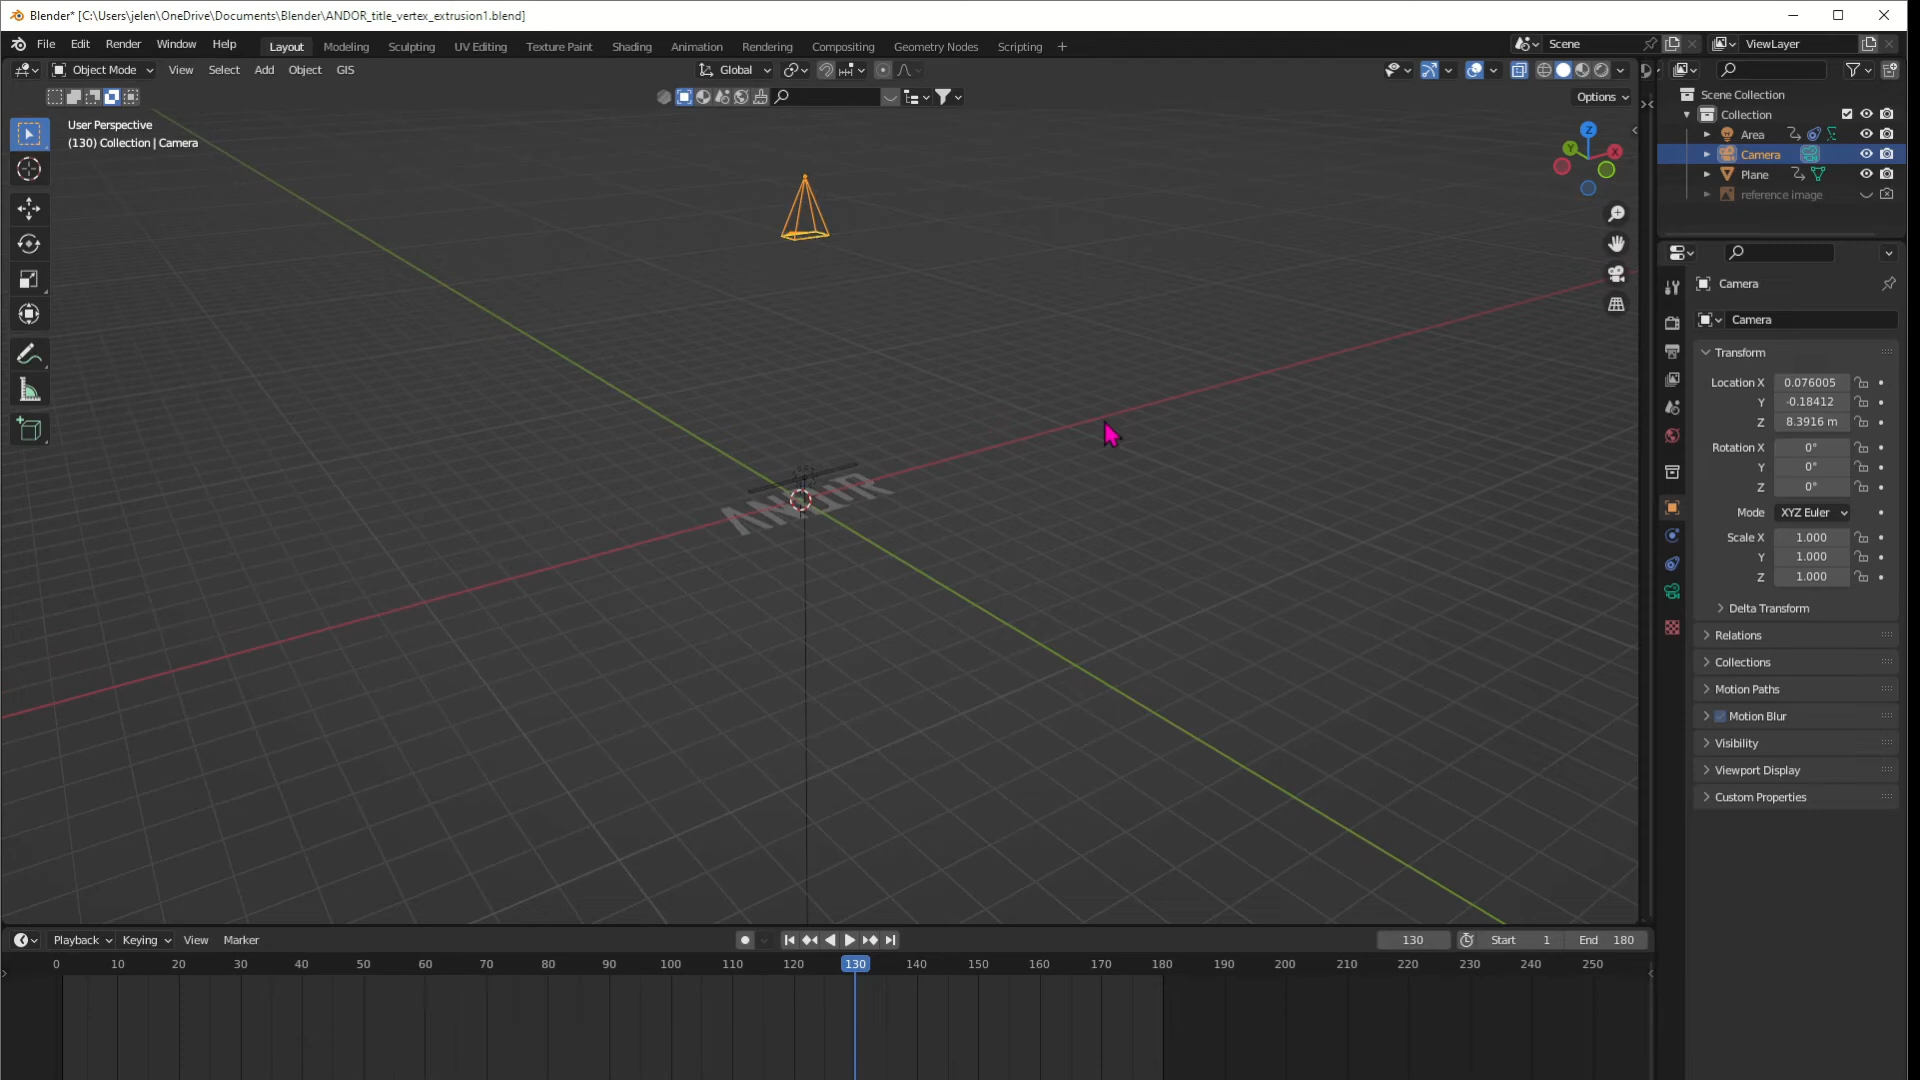 Blender* [C:\Users\jelen\OneDrive\Documents\Blender\ANDOR_title_vertex_extrusion1.blend]
File Edit Render Window Help Layout Modeling Sculpting UV Editing Texture Paint Shading Animation Rendering Compositing Geometry Nodes Scripting + Scene ViewLayer
Object Mode View Select Add Object GIS Global
Options
User Perspective
(130) Collection | Camera
Z
Y
X
ANDOR
Scene Collection
Collection
Area
Camera
Plane
reference image
Camera
Camera
Transform
Location X 0.076005
Y -0.18412
Z 8.3916 m
Rotation X 0°
Y 0°
Z 0°
Mode XYZ Euler
Scale X 1.000
Y 1.000
Z 1.000
Delta Transform
Relations
Collections
Motion Paths
Motion Blur
Visibility
Viewport Display
Custom Properties
Playback Keying View Marker 130 Start 1 End 180
0 10 20 30 40 50 60 70 80 90 100 110 120 130 140 150 160 170 180 190 200 210 220 230 240 250